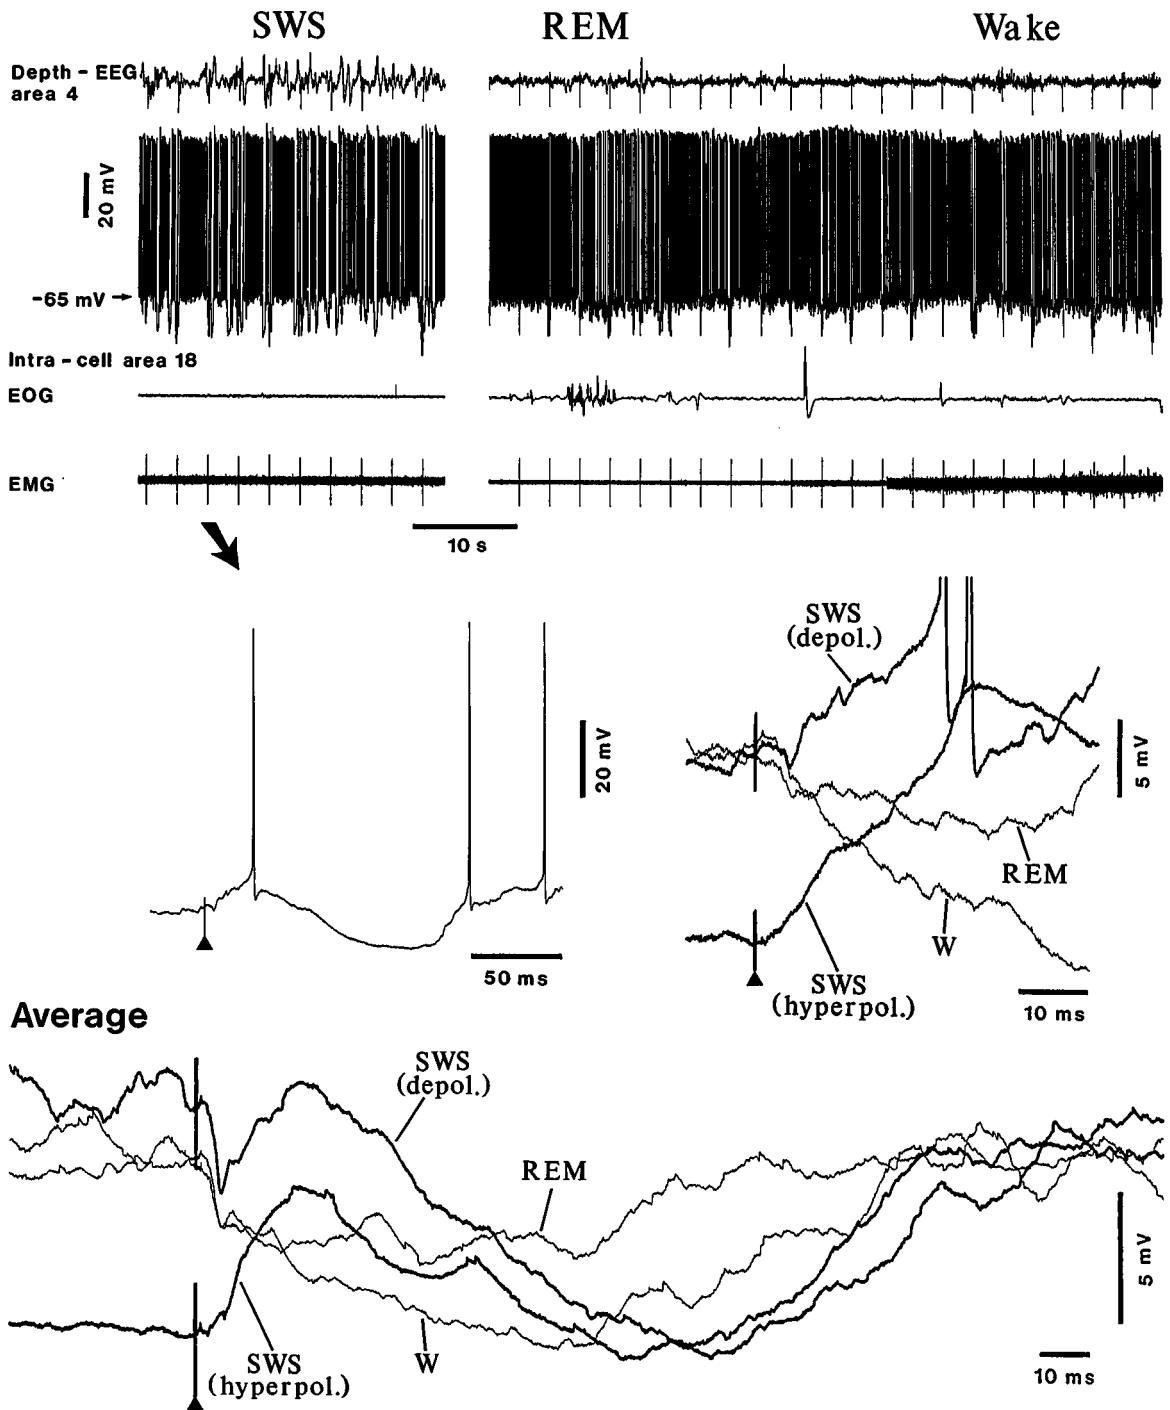 SWS REM Wake
Depth - EEG
area 4
20 mV
-65 mV
Intra - cell area 18
EOG
EMG
10 s
SWS
(depol.)
20 mV
5 mV
REM
W
50 ms
SWS
(hyperpol.)
10 ms
Average
SWS
(depol.)
REM
5 mV
W
SWS
(hyperpol.)
10 ms